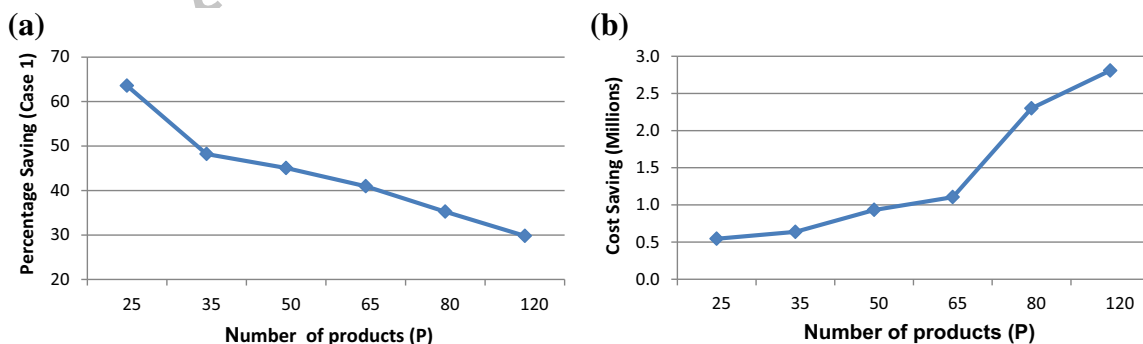 (a)
Percentage Saving (Case 1)
70
60
50
40
30
20
25 35 50 65 80 120
Number of products (P)
(b)
Cost Saving (Millions)
3.0
2.5
2.0
1.5
1.0
0.5
0.0
25 35 50 65 80 120
Number of products (P)